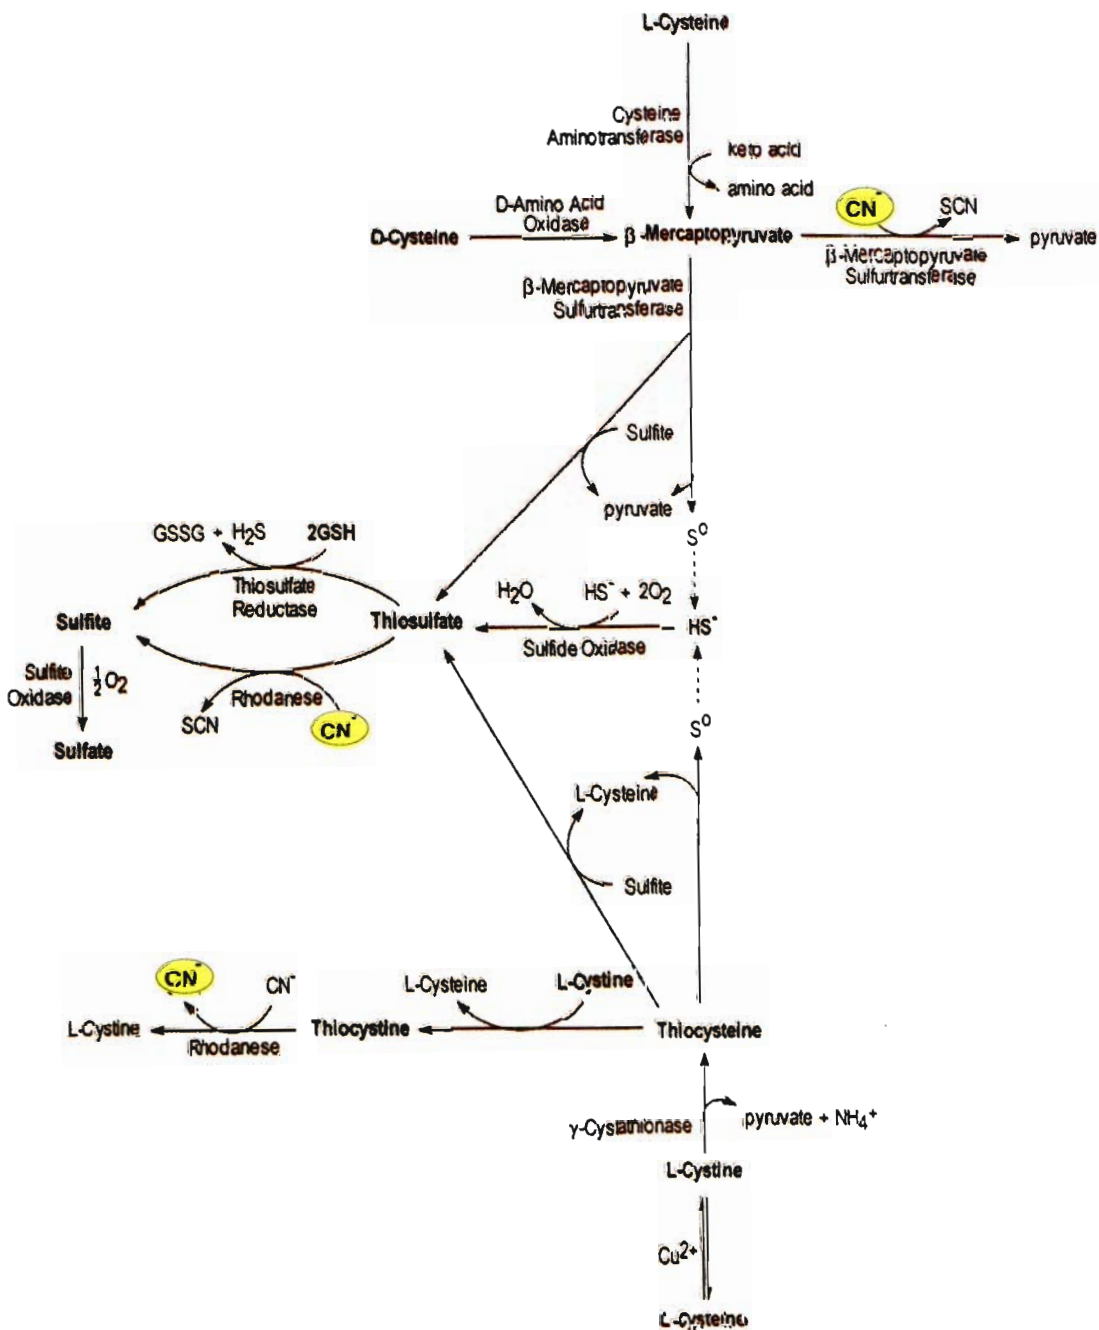 L-Cysteine
Cysteine
Aminotransferase
keto acid
amino acid
D-Amino Acid
Oxidase
CN-
SCN
D-Cysteine
β-Mercaptopyruvate
pyruvate
β-Mercaptopyruvate
Sulfurtransferase
β-Mercaptopyruvate
Sulfurtransferase
Sulfite
pyruvate
S⁰
GSSG + H₂S
2GSH
Thiosulfate
Reductase
H₂O
HS⁻ + 2O₂
Sulfite
Thiosulfate
HS⁻
Sulfide Oxidase
Sulfite
Oxidase
½O₂
Rhodanese
SCN
CN-
Sulfate
S⁰
L-Cysteine
Sulfite
CN-
CN⁻
L-Cysteine
L-Cystine
L-Cystine
Rhodanese
Thiocystine
Thiocysteine
γ-Cystathionase
pyruvate + NH₄⁺
L-Cystine
Cu²⁺
L-Cysteine